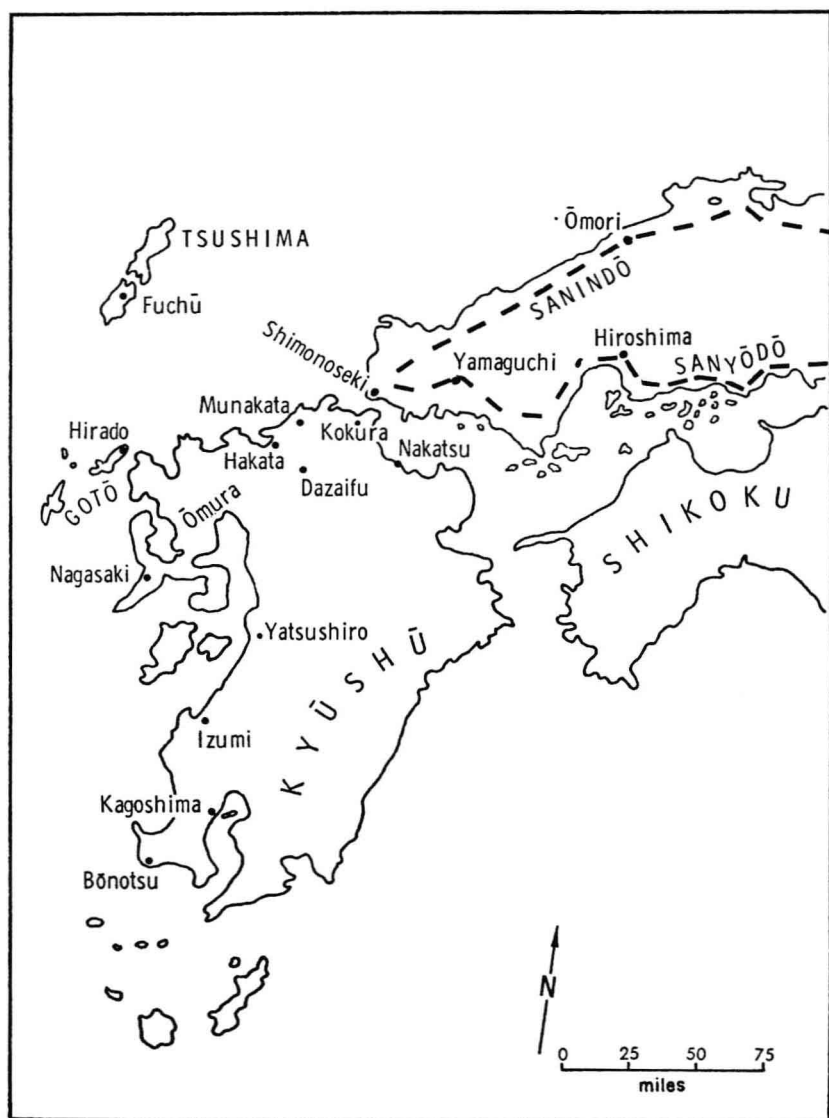 Ōmori
TSUSHIMA
SANINDŌ
Fuchū
Hiroshima
Shimonoseki
Yamaguchi
SANYŌDŌ
Munakata
Kokura
Hirado
Hakata
Nakatsu
Dazaifu
GOTŌ
Ōmura
SHIKOKU
Nagasaki
Yatsushiro
KYŪSHŪ
Izumi
Kagoshima
Bōnotsu
N
0 25 50 75
miles